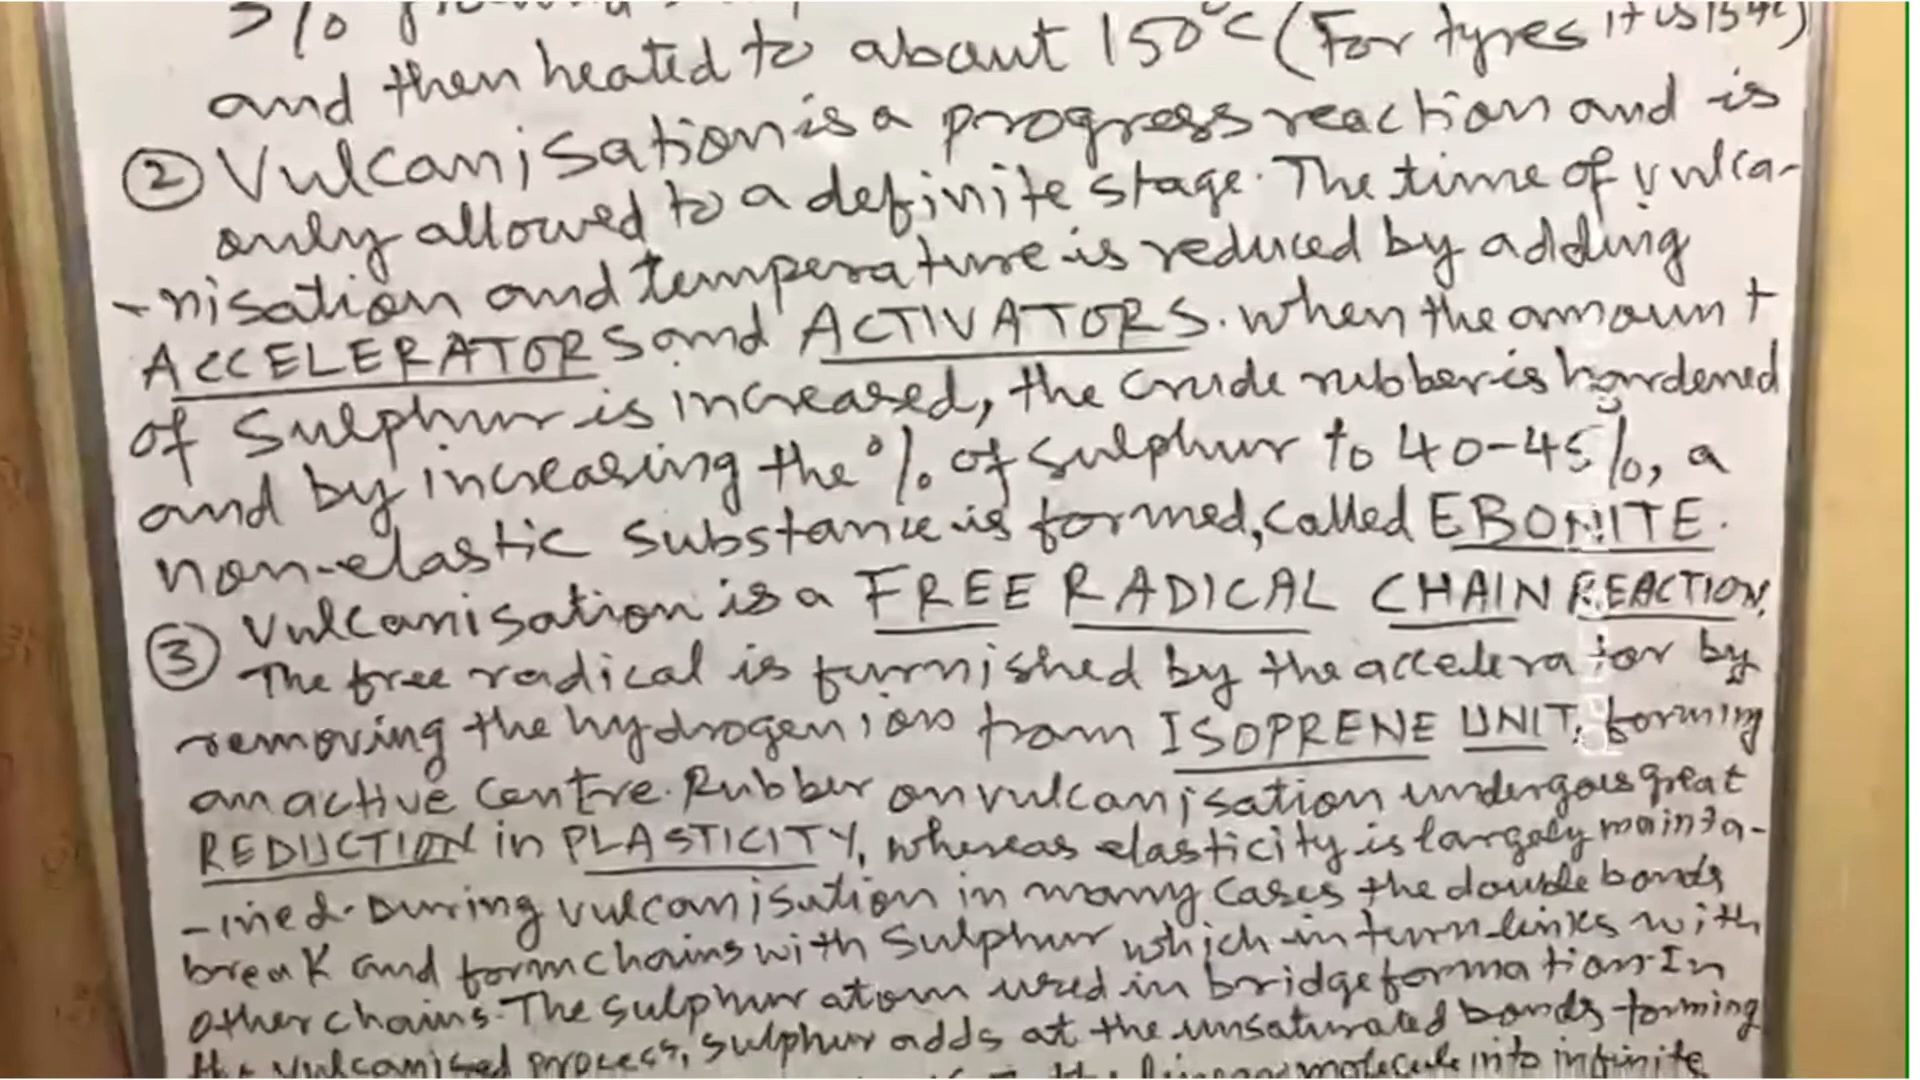 5%
and then heated to about 150°C (For tyres it is 154°C)
② Vulcanisation is a progress reaction and is
only allowed to a definite stage. The time of vulca-
-nisation and temperature is reduced by adding
ACCELERATORS and ACTIVATORS. When the amount
of Sulphur is increased, the crude rubber is hardened
and by increasing the % of sulphur to 40-45%, a
non-elastic substance is formed, called EBONITE.
③ Vulcanisation is a FREE RADICAL CHAIN REACTION.
The free radical is furnished by the accelerator by
removing the hydrogen ion from ISOPRENE UNIT, forming
an active centre. Rubber on vulcanisation undergoes great
REDUCTION in PLASTICITY, whereas elasticity is largely mainta-
-ined. During vulcanisation in many cases the double bonds
break and form chains with sulphur which in turn links with
other chains. The sulphur atom used in bridge formation. In
the vulcanised process, sulphur adds at the unsaturated bonds forming
the linear molecule into infinite